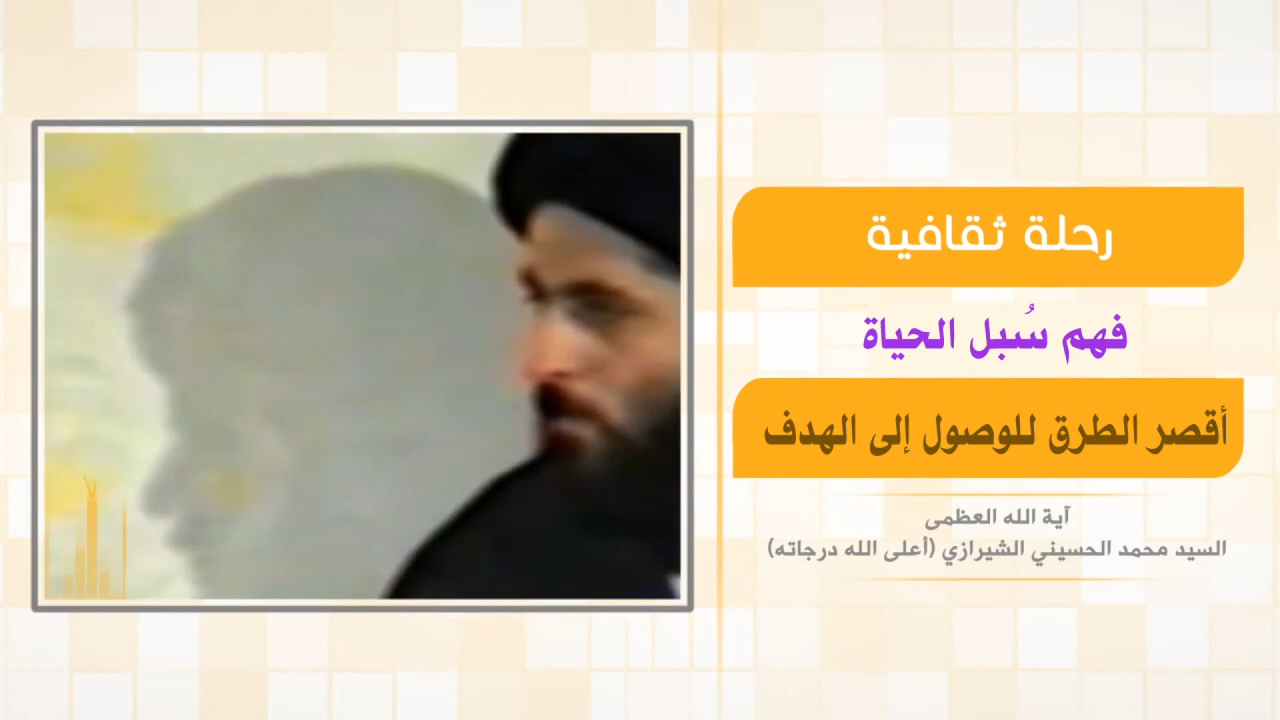 رحلة ثقافية
فهم سُبل الحياة
أقصر الطرق للوصول إلى الهدف
آية الله العظمى
السيد محمد الحسيني الشيرازي (أعلى الله درجاته)